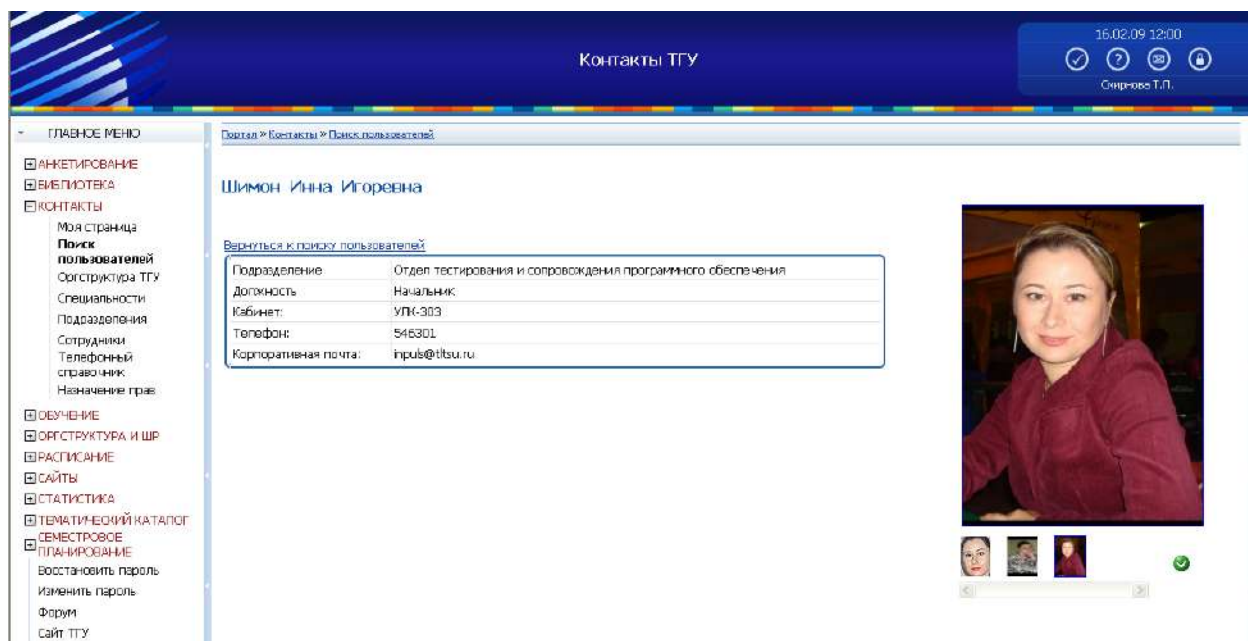 Контакты ТГУ
16.02.09 12:00
Смирнова Т.П.
ГЛАВНОЕ МЕНЮ
Портал » Контакты » Поиск пользователей
АНКЕТИРОВАНИЕ
БИБЛИОТЕКА
КОНТАКТЫ
Моя страница
Поиск
пользователей
Оргструктура ТГУ
Специальности
Подразделения
Сотрудники
Телефонный
справочник
Назначение прав
ОБУЧЕНИЕ
ОРГСТРУКТУРА И ШР
РАСПИСАНИЕ
САЙТЫ
СТАТИСТИКА
ТЕМАТИЧЕСКИЙ КАТАЛОГ
СЕМЕСТРОВОЕ
ПЛАНИРОВАНИЕ
Восстановить пароль
Изменить пароль
Форум
Сайт ТГУ
Шимон Инна Игоревна
Вернуться к поиску пользователей
Подразделение Отдел тестирования и сопровождения программного обеспечения
Должность Начальник
Кабинет: УЛК-303
Телефон: 546301
Корпоративная почта: inpuls@tltsu.ru